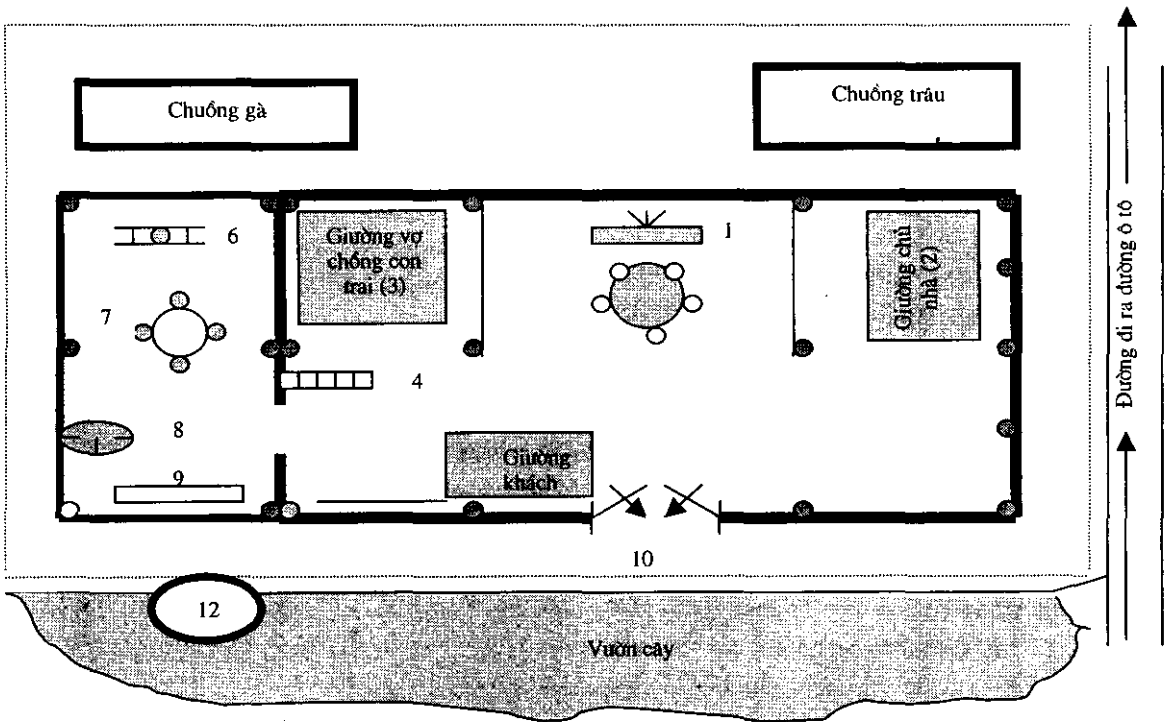 Chuồng gà
Chuồng trâu
6
Giường vợ
chồng con
trai (3)
1
Giường chủ
nhà (2)
7
4
8
9
Giường
khách
10
12
Vườn cây
Đường đi ra đường ô tô